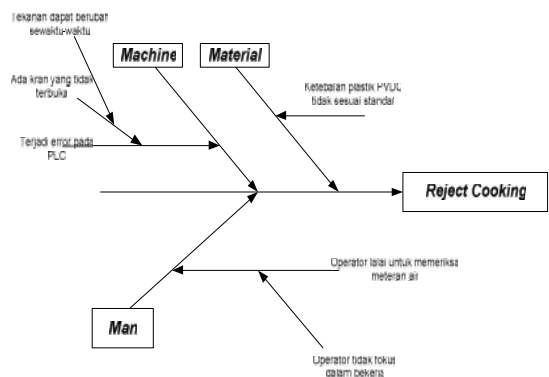 Tekanan dapat berubah
sewaktu-waktu
Machine
Material
Ada kran yang tidak
terbuka
Ketebalan plastik PVDC
tidak sesuai standar
Terjadi error pada
PLC
Reject Cooking
Operator lalai untuk memeriksa
meteran air
Man
Operator tidak fokus
dalam bekerja